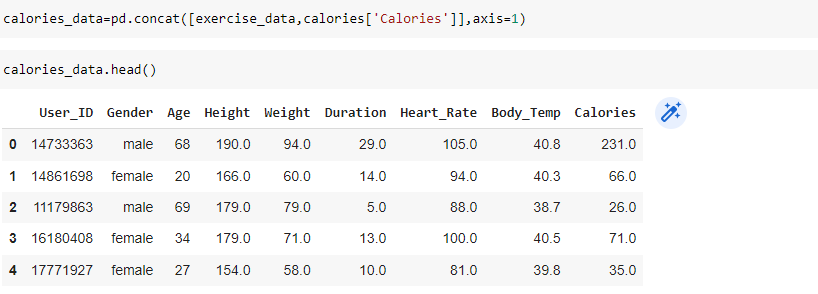 calories_data=pd.concat([exercise_data,calories['Calories']],axis=1)
calories_data.head()
User_ID Gender Age Height Weight Duration Heart_Rate Body_Temp Calories
0 14733363 male 68 190.0 94.0 29.0 105.0 40.8 231.0
1 14861698 female 20 166.0 60.0 14.0 94.0 40.3 66.0
2 11179863 male 69 179.0 79.0 5.0 88.0 38.7 26.0
3 16180408 female 34 179.0 71.0 13.0 100.0 40.5 71.0
4 17771927 female 27 154.0 58.0 10.0 81.0 39.8 35.0